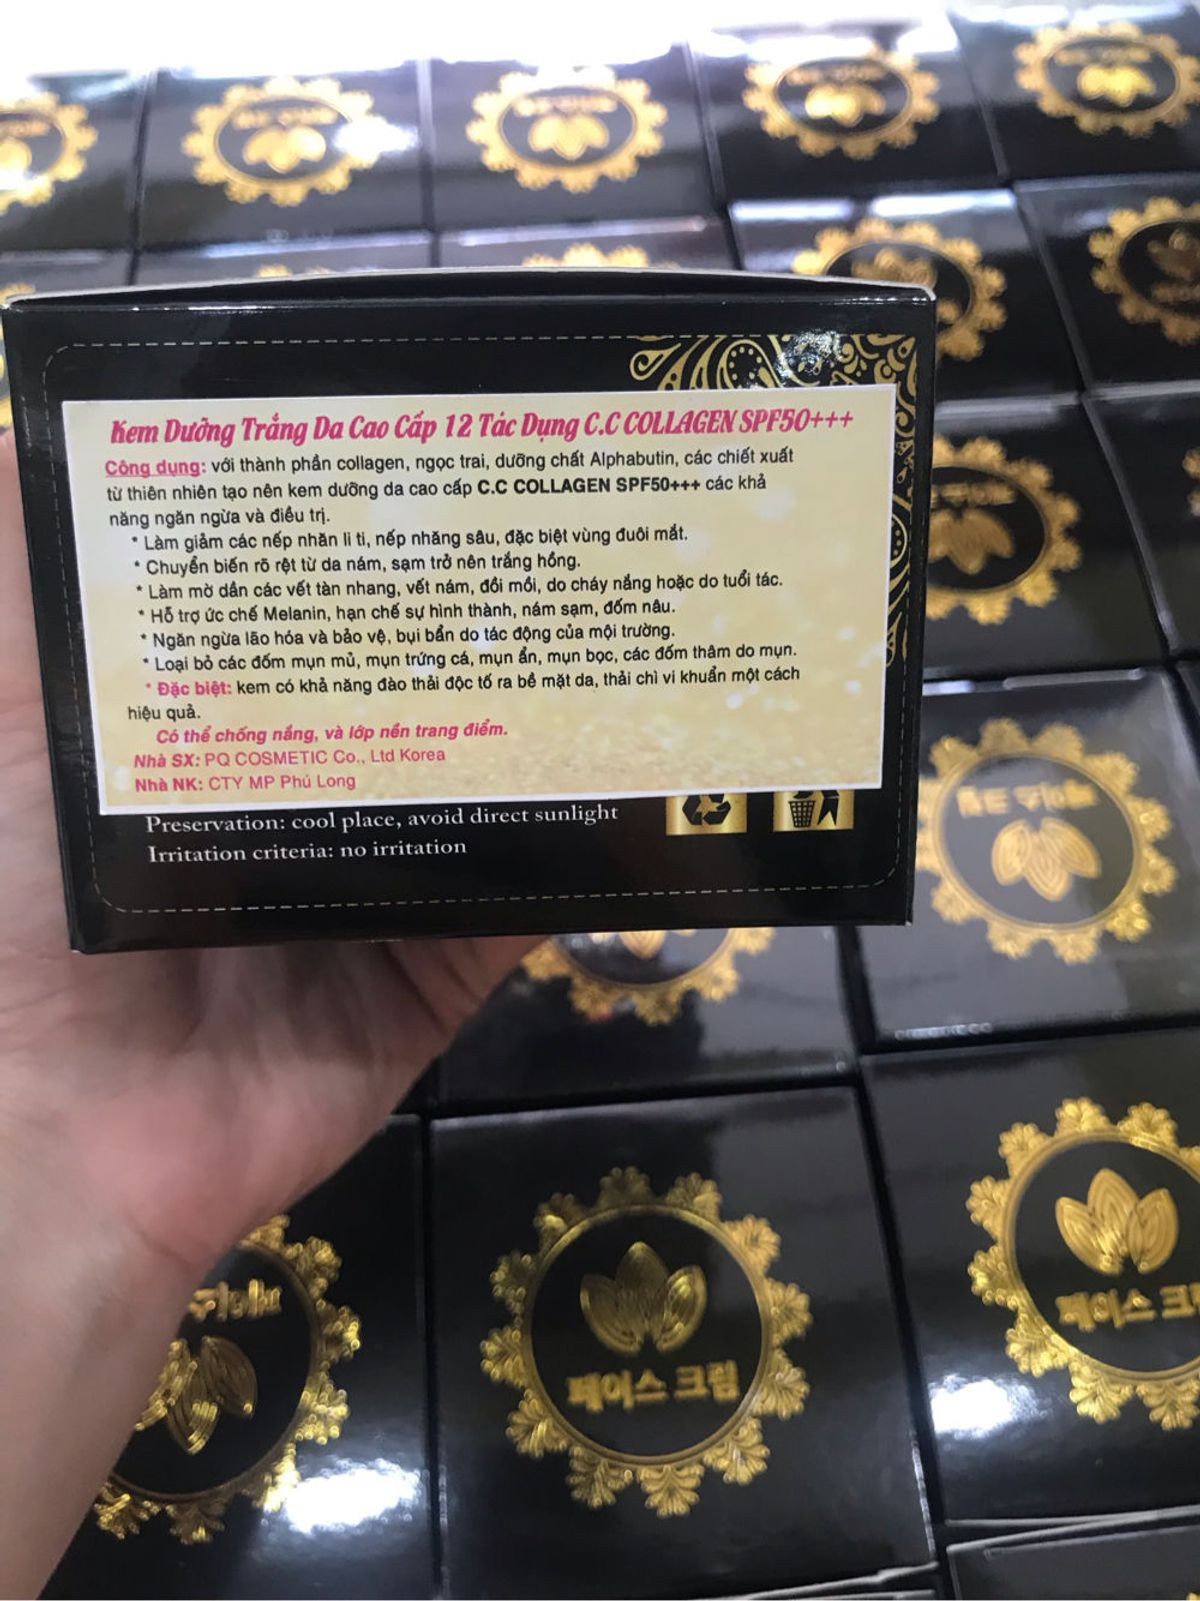 Kem Dưỡng Trắng Da Cao Cấp 12 Tác Dụng C.C COLLAGEN SPF50+++
Công dụng: với thành phần collagen, ngọc trai, dưỡng chất Alphabutin, các chiết xuất
từ thiên nhiên tạo nên kem dưỡng da cao cấp C.C COLLAGEN SPF50+++ các khả
năng ngăn ngừa và điều trị.
* Làm giảm các nếp nhăn li ti, nếp nhăng sâu, đặc biệt vùng đuôi mắt.
* Chuyển biến rõ rệt từ da nám, sạm trở nên trắng hồng.
* Làm mờ dần các vết tàn nhang, vết nám, đồi mồi, do cháy nắng hoặc do tuổi tác.
* Hỗ trợ ức chế Melanin, hạn chế sự hình thành, nám sạm, đốm nâu.
* Ngăn ngừa lão hóa và bảo vệ, bụi bẩn do tác động của mội trường.
* Loại bỏ các đốm mụn mủ, mụn trứng cá, mụn ẩn, mụn bọc, các đốm thâm do mụn.
* Đặc biệt: kem có khả năng đào thải độc tố ra bề mặt da, thải chì vi khuẩn một cách
hiệu quả.
Có thể chống nắng, và lớp nền trang điểm.
Nhà SX: PQ COSMETIC Co., Ltd Korea
Nhà NK: CTY MP Phú Long
Preservation: cool place, avoid direct sunlight
Irritation criteria: no irritation
페이스 크림
페이스 크